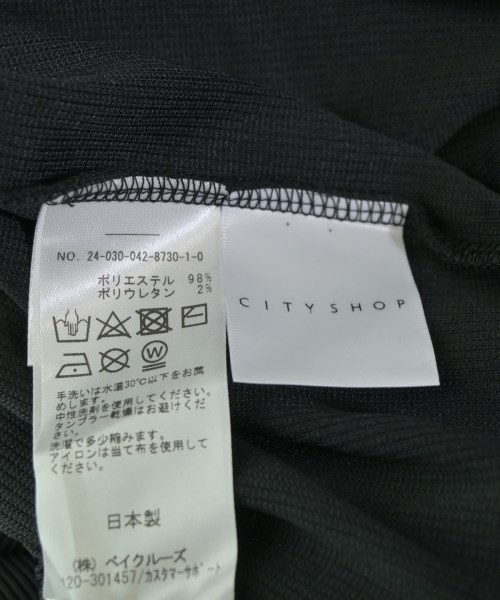 NO. 24-030-042-8730-1-0
ポリエステル 98%
ポリウレタン 2%
CITYSHOP
W
手洗いは水温30℃以下をお薦
めします。
中性洗剤を使用してください。
タンブラー乾燥はお避けくだ
さい。
洗濯で多少縮みます。
アイロンは当て布を使用して
ください。
日本製
(株) ベイクルーズ
120-301457/カスタマーサポート